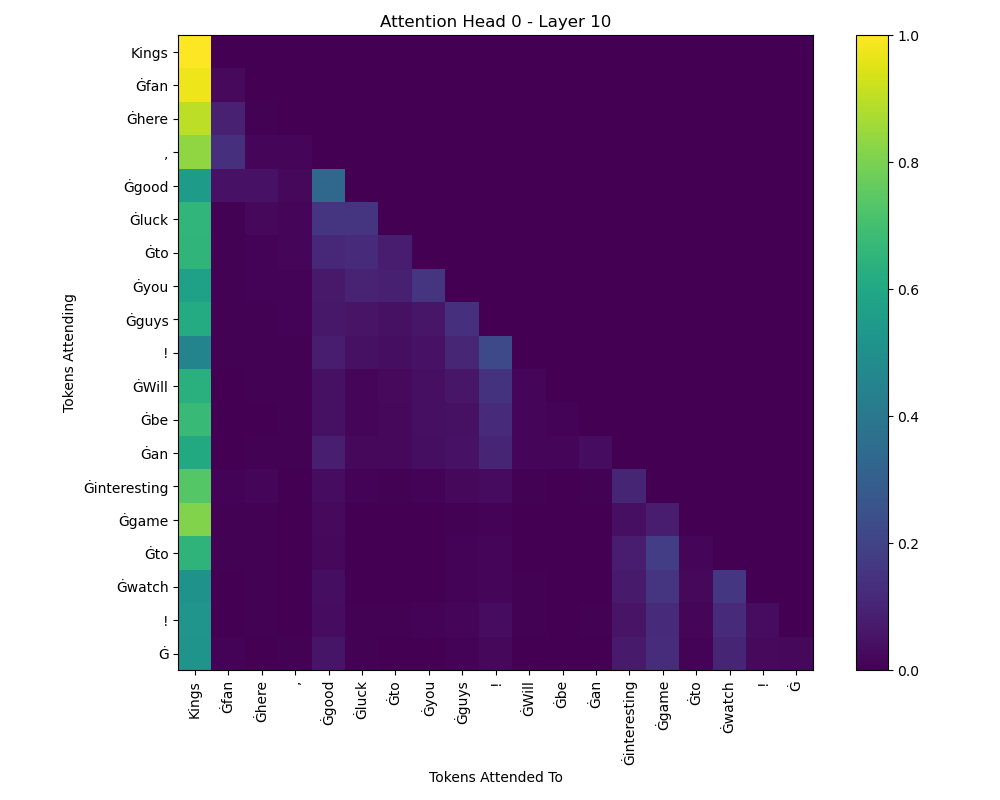 Attention Head 0 - Layer 10
Tokens Attending
Kings
Ġfan
Ġhere
,
Ġgood
Ġluck
Ġto
Ġyou
Ġguys
!
ĠWill
Ġbe
Ġan
Ġinteresting
Ġgame
Ġto
Ġwatch
!
Ġ
Kings
Ġfan
Ġhere
,
Ġgood
Ġluck
Ġto
Ġyou
Ġguys
!
ĠWill
Ġbe
Ġan
Ġinteresting
Ġgame
Ġto
Ġwatch
!
Ġ
Tokens Attended To
1.0
0.8
0.6
0.4
0.2
0.0